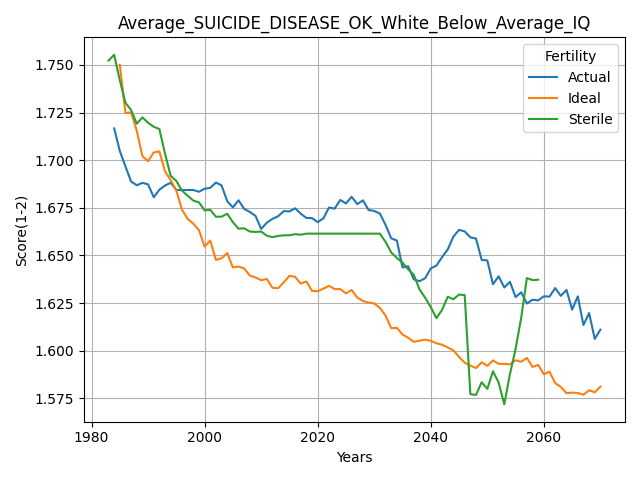 Average_SUICIDE_DISEASE_OK_White_Below_Average_IQ
Fertility
Actual
Ideal
Sterile
Score(1-2)
1.750
1.725
1.700
1.675
1.650
1.625
1.600
1.575
1980
2000
2020
2040
2060
Years